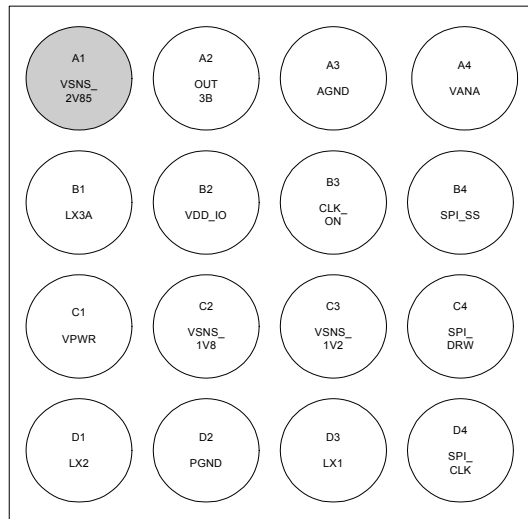 A1
VSNS_
2V85
A2
OUT
3B
A3
AGND
A4
VANA
B1
LX3A
B2
VDD_IO
B3
CLK_
ON
B4
SPI_SS
C1
VPWR
C2
VSNS_
1V8
C3
VSNS_
1V2
C4
SPI_
DRW
D1
LX2
D2
PGND
D3
LX1
D4
SPI_
CLK